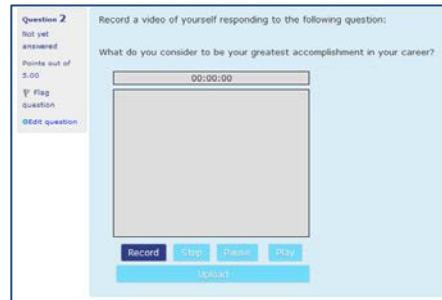 Question 2
Not yet
answered
Points out of
5.00
Flag
question
Edit question
Record a video of yourself responding to the following question:
What do you consider to be your greatest accomplishment in your career?
00:00:00
Record Stop Pause Play
Upload